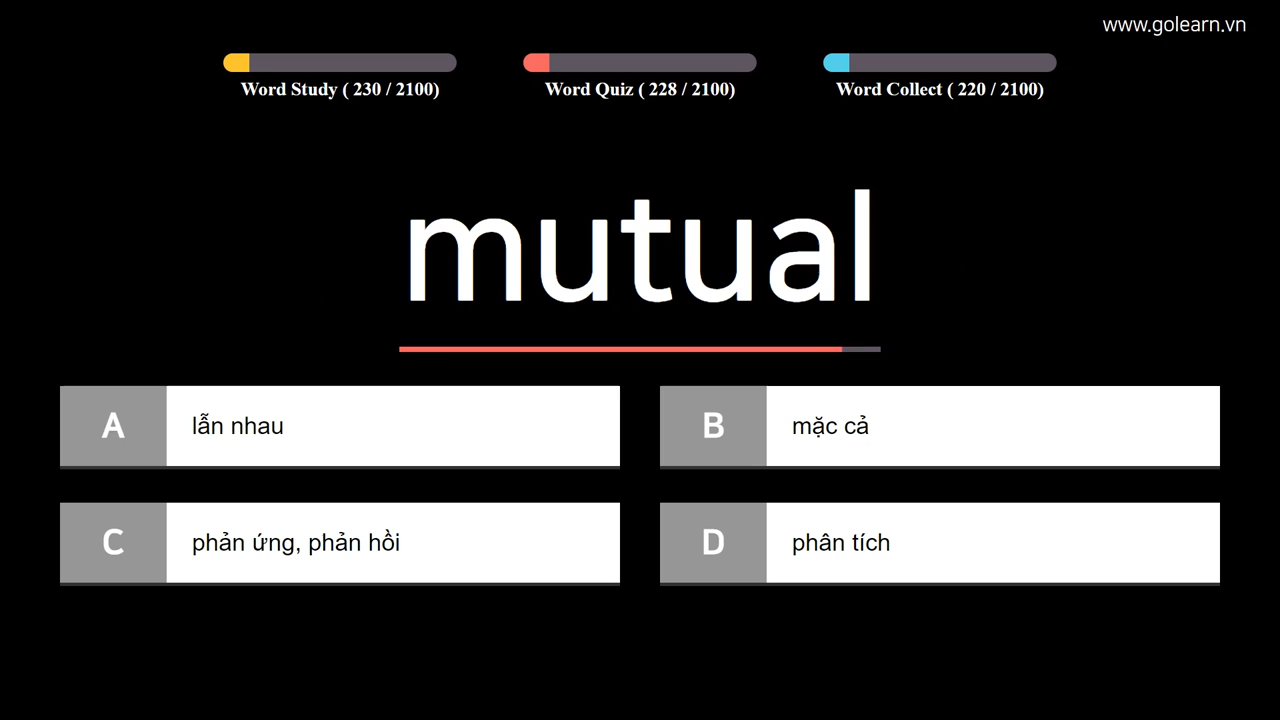 www.golearn.vn
Word Study ( 230 / 2100)
Word Quiz ( 228 / 2100)
Word Collect ( 220 / 2100)
mutual
A lẫn nhau
B mặc cả
C phản ứng, phản hồi
D phân tích